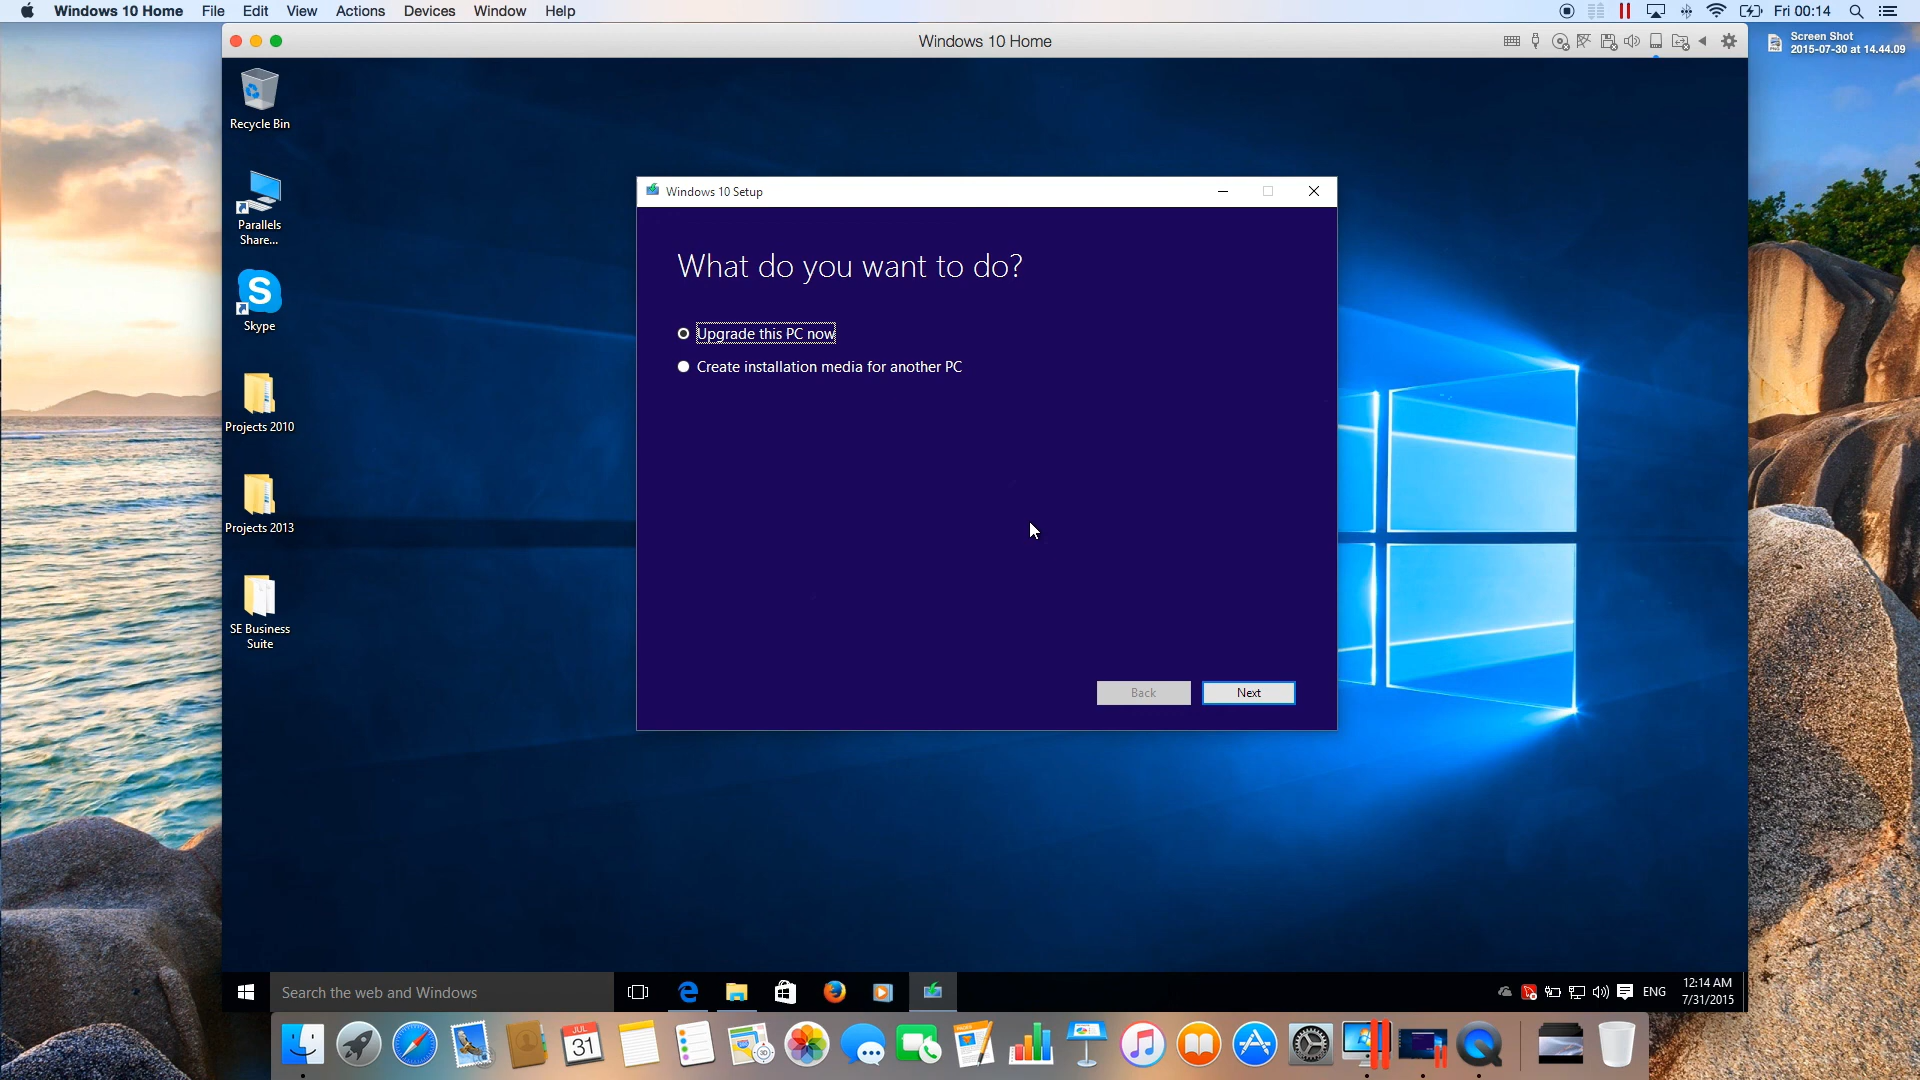 Windows 10 Home File Edit View Actions Devices Window Help
Fri 00:14
Windows 10 Home
Screen Shot
2015-07-30 at 14.44.09
Recycle Bin
Parallels
Share...
Skype
Projects 2010
Projects 2013
SE Business
Suite
Windows 10 Setup
What do you want to do?
Upgrade this PC now
Create installation media for another PC
Back
Next
Search the web and Windows
ENG
12:14 AM
7/31/2015
JUL
31